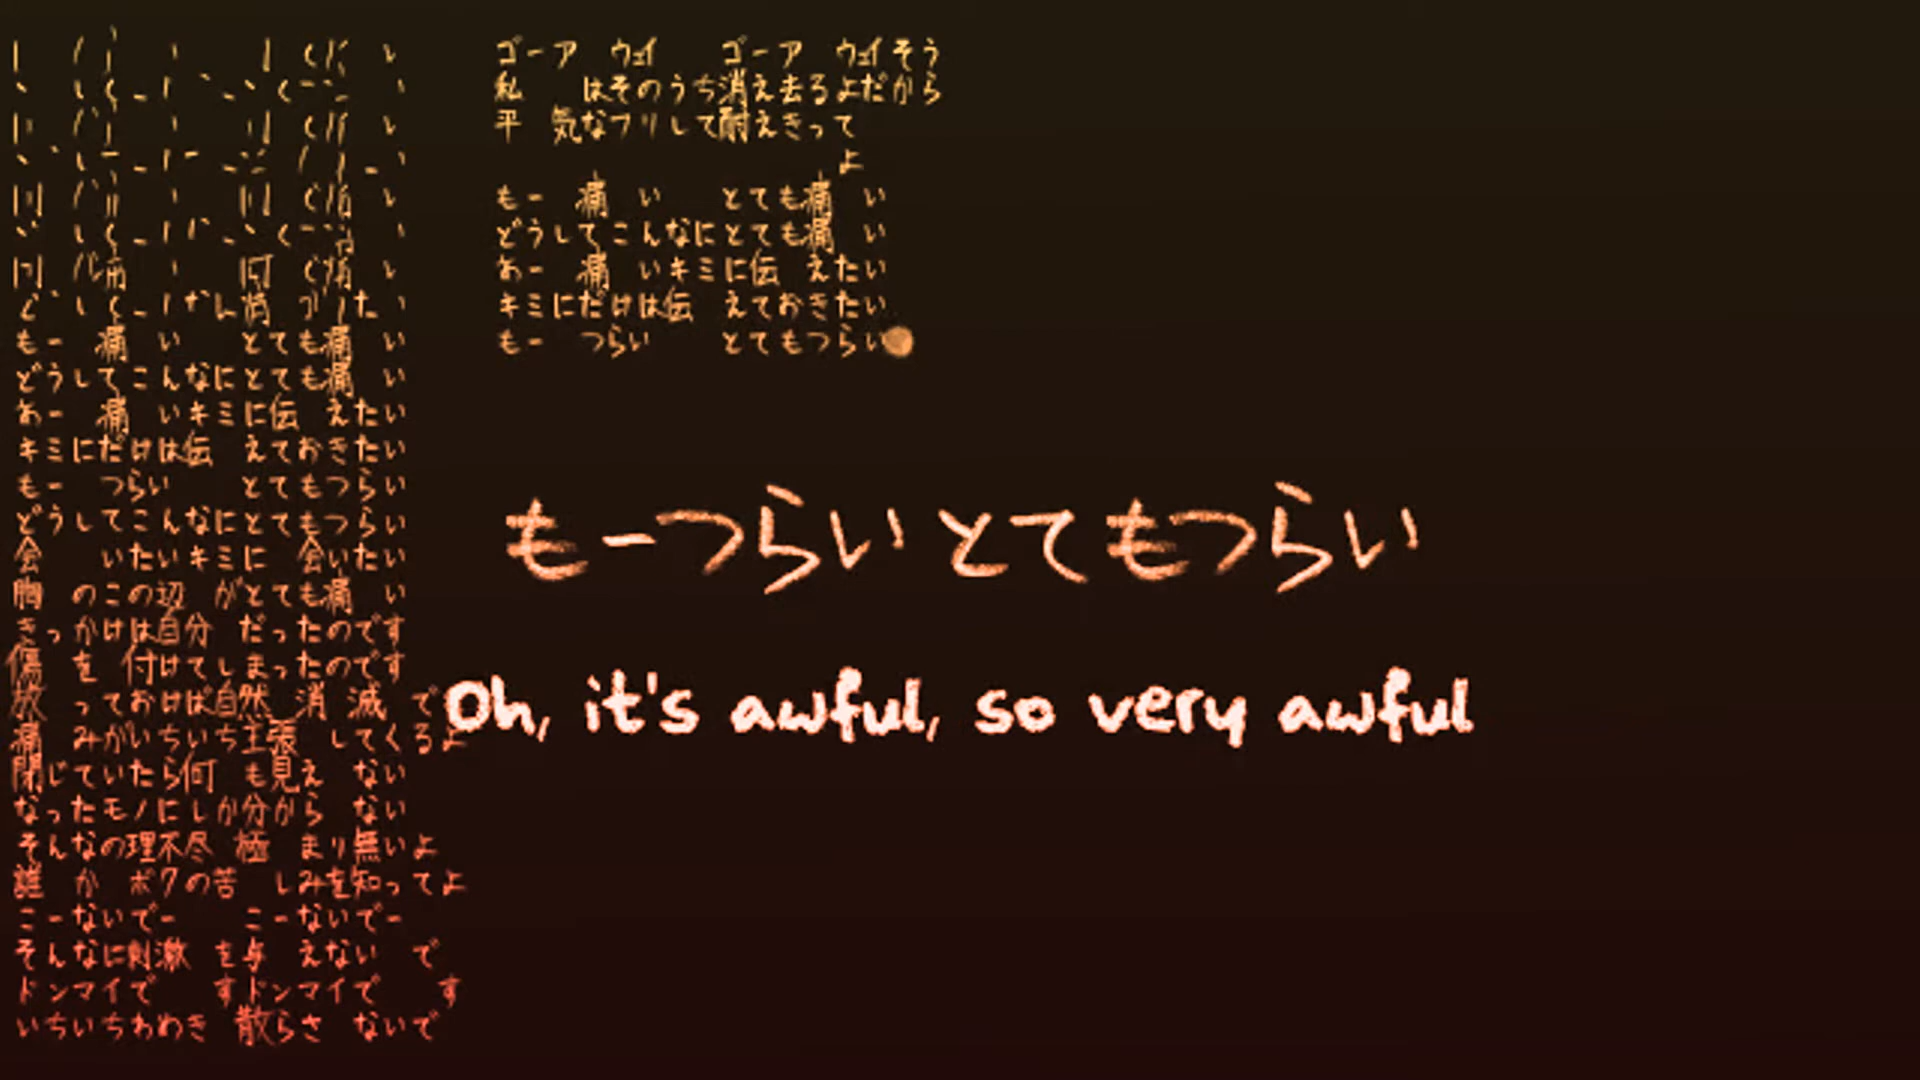 もー痛いとても痛い
どうしてこんなにとても痛い
あー痛いキミに伝えたい
キミにだけは伝えておきたい
もーつらいとてもつらい
どうしてこんなにとてもつらい
会いたいキミに会いたい
胸のこの辺がとても痛い
きっかけは自分だったのです
傷を付けてしまったのです
放っておけば自然消滅で
痛みがいちいち主張してくるよ
閉じていたら何も見えない
なったモノにしか分からない
そんなの理不尽極まり無いよ
誰かボクの苦しみを知ってよ
こーないでーこーないでー
そんなに刺激を与えないで
ドンマイですドンマイです
いちいちわめき散らさないで
ゴーアウェイゴーアウェイそう
私はそのうち消え去るよだから
平気なフリして耐えきって
よ
もー痛いとても痛い
どうしてこんなにとても痛い
あー痛いキミに伝えたい
キミにだけは伝えておきたい
もーつらいとてもつらい
もーつらいとてもつらい
Oh, it's awful, so very awful